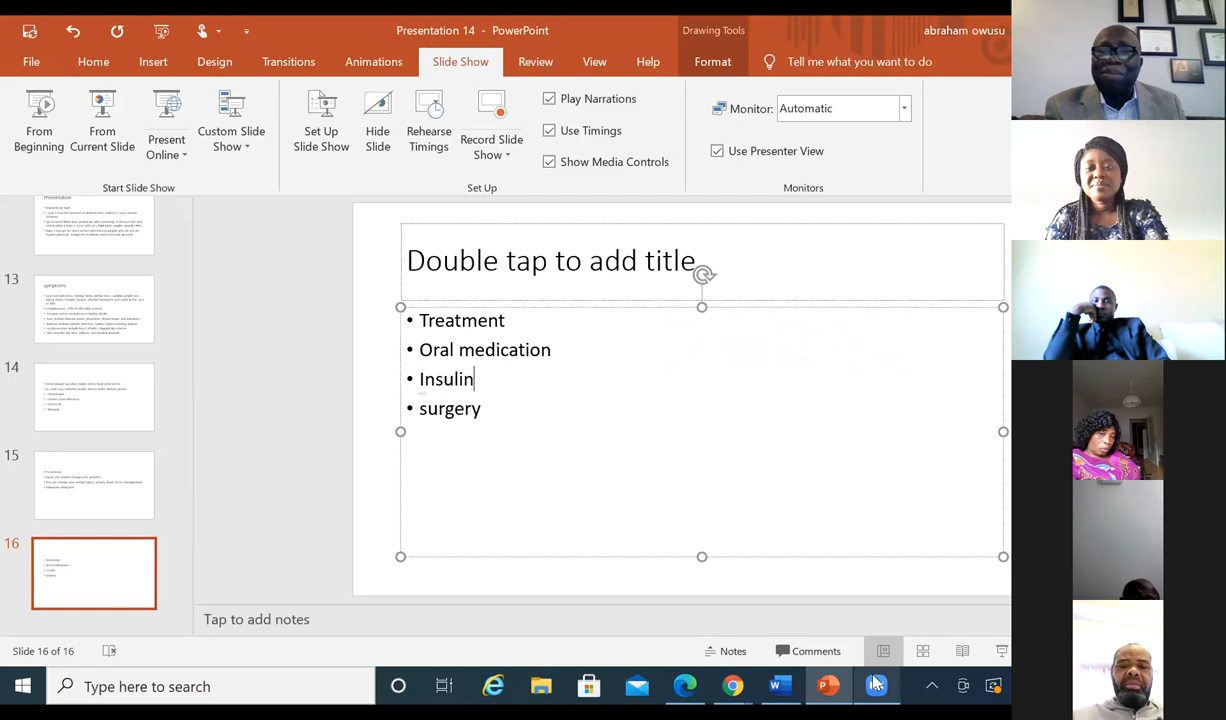 Presentation 14 - PowerPoint
Drawing Tools
abraham owusu
File Home Insert Design Transitions Animations Slide Show Review View Help Format Tell me what you want to do
From Beginning
From Current Slide
Present Online
Custom Slide Show
Set Up Slide Show
Hide Slide
Rehearse Timings
Record Slide Show
Play Narrations
Use Timings
Show Media Controls
Monitor: Automatic
Use Presenter View
Start Slide Show
Set Up
Monitors
Presentation
13
symptoms
14
15
16
Double tap to add title
• Treatment
• Oral medication
• Insulin
• surgery
Tap to add notes
Slide 16 of 16
Notes
Comments
Type here to search